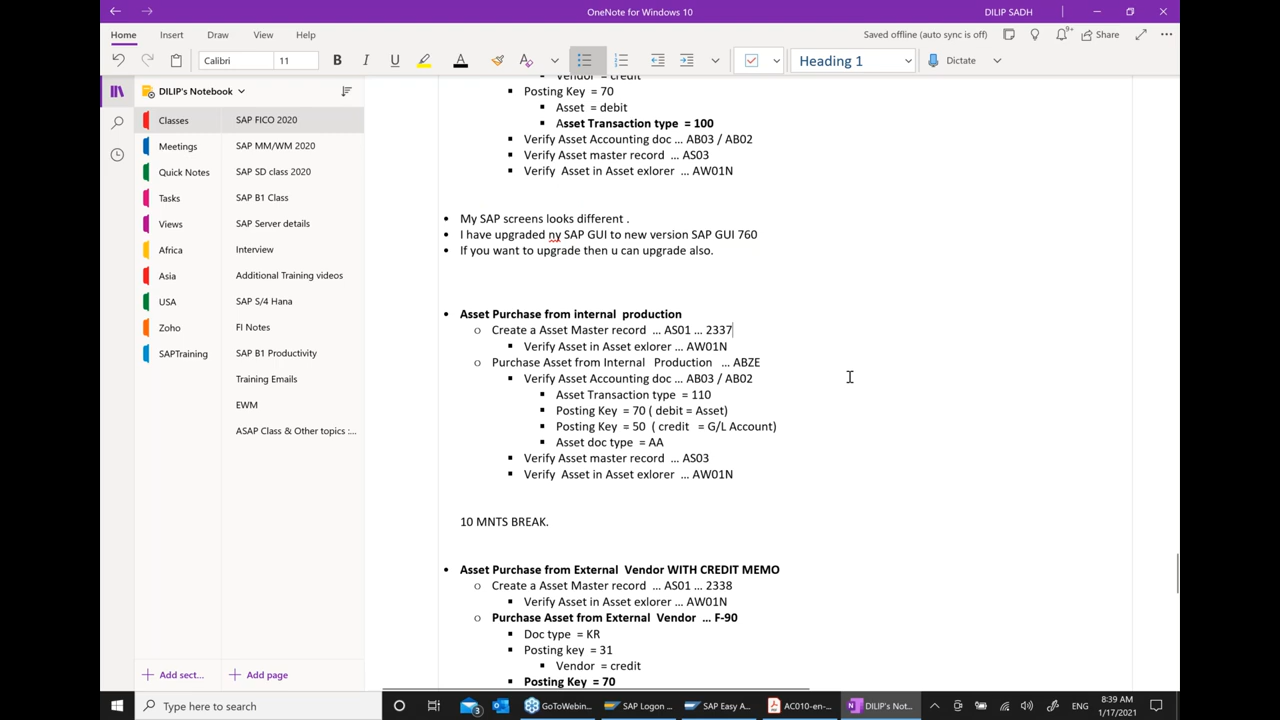 OneNote for Windows 10
DILIP SADH
Home
Insert
Draw
View
Help
Saved offline (auto sync is off)
9+
Share
Calibri
11
B
I
U
A
Heading 1
Dictate
DILIP's Notebook
Classes
Meetings
Quick Notes
Tasks
Views
Africa
Asia
USA
Zoho
SAPTraining
SAP FICO 2020
SAP MM/WM 2020
SAP SD class 2020
SAP B1 Class
SAP Server details
Interview
Additional Training videos
SAP S/4 Hana
FI Notes
SAP B1 Productivity
Training Emails
EWM
ASAP Class & Other topics :...
Add sect...
Add page
Vendor = credit
Posting Key = 70
Asset = debit
Asset Transaction type = 100
Verify Asset Accounting doc ... AB03 / AB02
Verify Asset master record ... AS03
Verify Asset in Asset exlorer ... AW01N
My SAP screens looks different .
I have upgraded ny SAP GUI to new version SAP GUI 760
If you want to upgrade then u can upgrade also.
Asset Purchase from internal production
Create a Asset Master record ... AS01 ... 2337
Verify Asset in Asset exlorer ... AW01N
Purchase Asset from Internal Production ... ABZE
Verify Asset Accounting doc ... AB03 / AB02
Asset Transaction type = 110
Posting Key = 70 ( debit = Asset)
Posting Key = 50 ( credit = G/L Account)
Asset doc type = AA
Verify Asset master record ... AS03
Verify Asset in Asset exlorer ... AW01N
10 MNTS BREAK.
Asset Purchase from External Vendor WITH CREDIT MEMO
Create a Asset Master record ... AS01 ... 2338
Verify Asset in Asset exlorer ... AW01N
Purchase Asset from External Vendor ... F-90
Doc type = KR
Posting key = 31
Vendor = credit
Posting Key = 70
Type here to search
3
GoToWebin...
SAP Logon ...
SAP Easy A...
AC010-en-...
DILIP's Not...
ENG
8:39 AM
1/17/2021